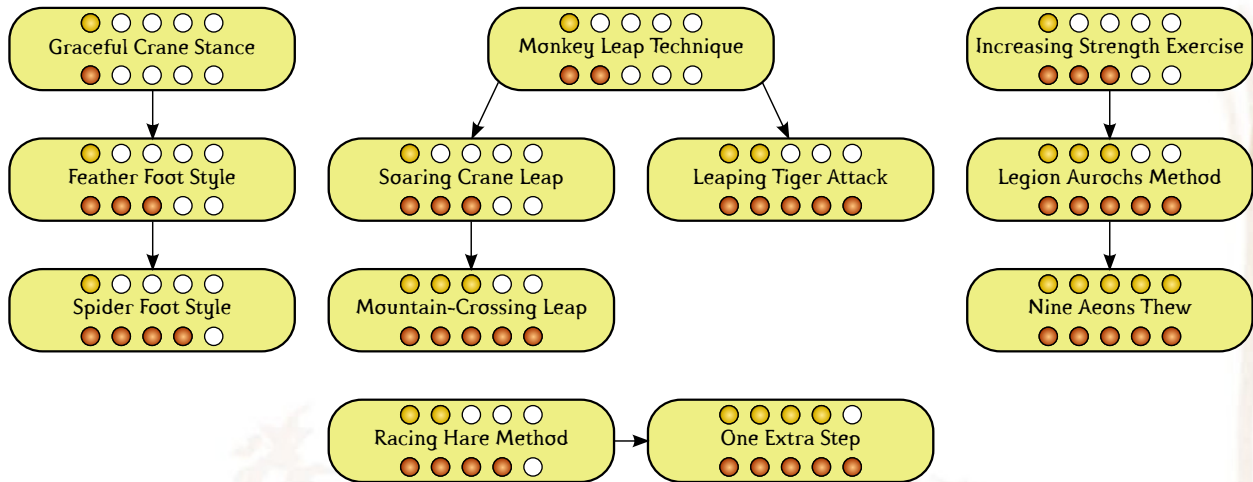 Graceful Crane Stance
Monkey Leap Technique
Increasing Strength Exercise
Feather Foot Style
Soaring Crane Leap
Leaping Tiger Attack
Legion Aurochs Method
Spider Foot Style
Mountain-Crossing Leap
Nine Aeons Thew
Racing Hare Method
One Extra Step